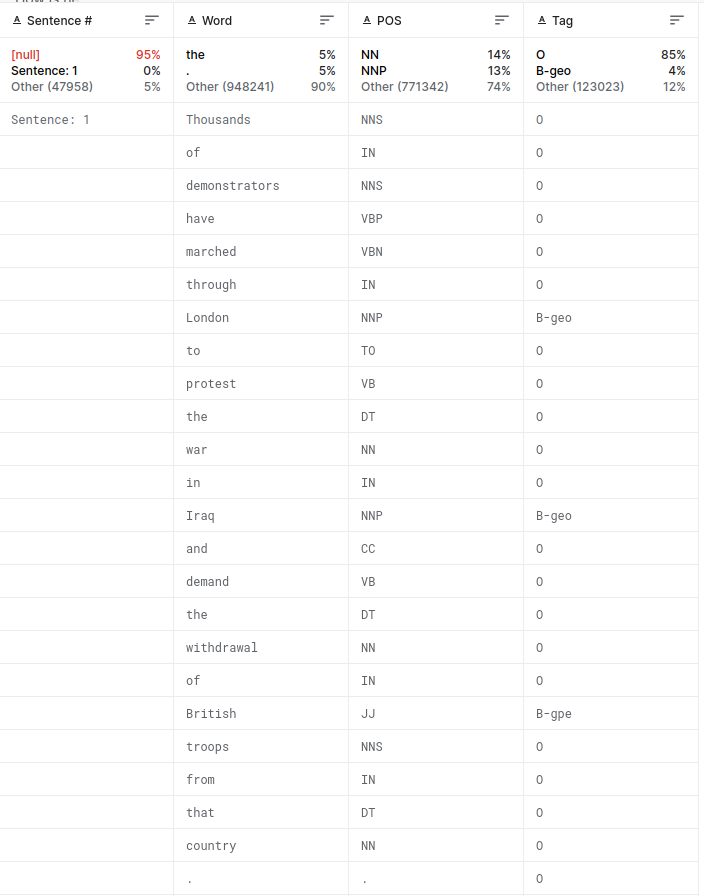 Sentence # Word POS Tag
[null] 95% the 5% NN 14% O 85%
Sentence: 1 0% . 5% NNP 13% B-geo 4%
Other (47958) 5% Other (948241) 90% Other (771342) 74% Other (123023) 12%
Sentence: 1 Thousands NNS O
of IN O
demonstrators NNS O
have VBP O
marched VBN O
through IN O
London NNP B-geo
to TO O
protest VB O
the DT O
war NN O
in IN O
Iraq NNP B-geo
and CC O
demand VB O
the DT O
withdrawal NN O
of IN O
British JJ B-gpe
troops NNS O
from IN O
that DT O
country NN O
. . O